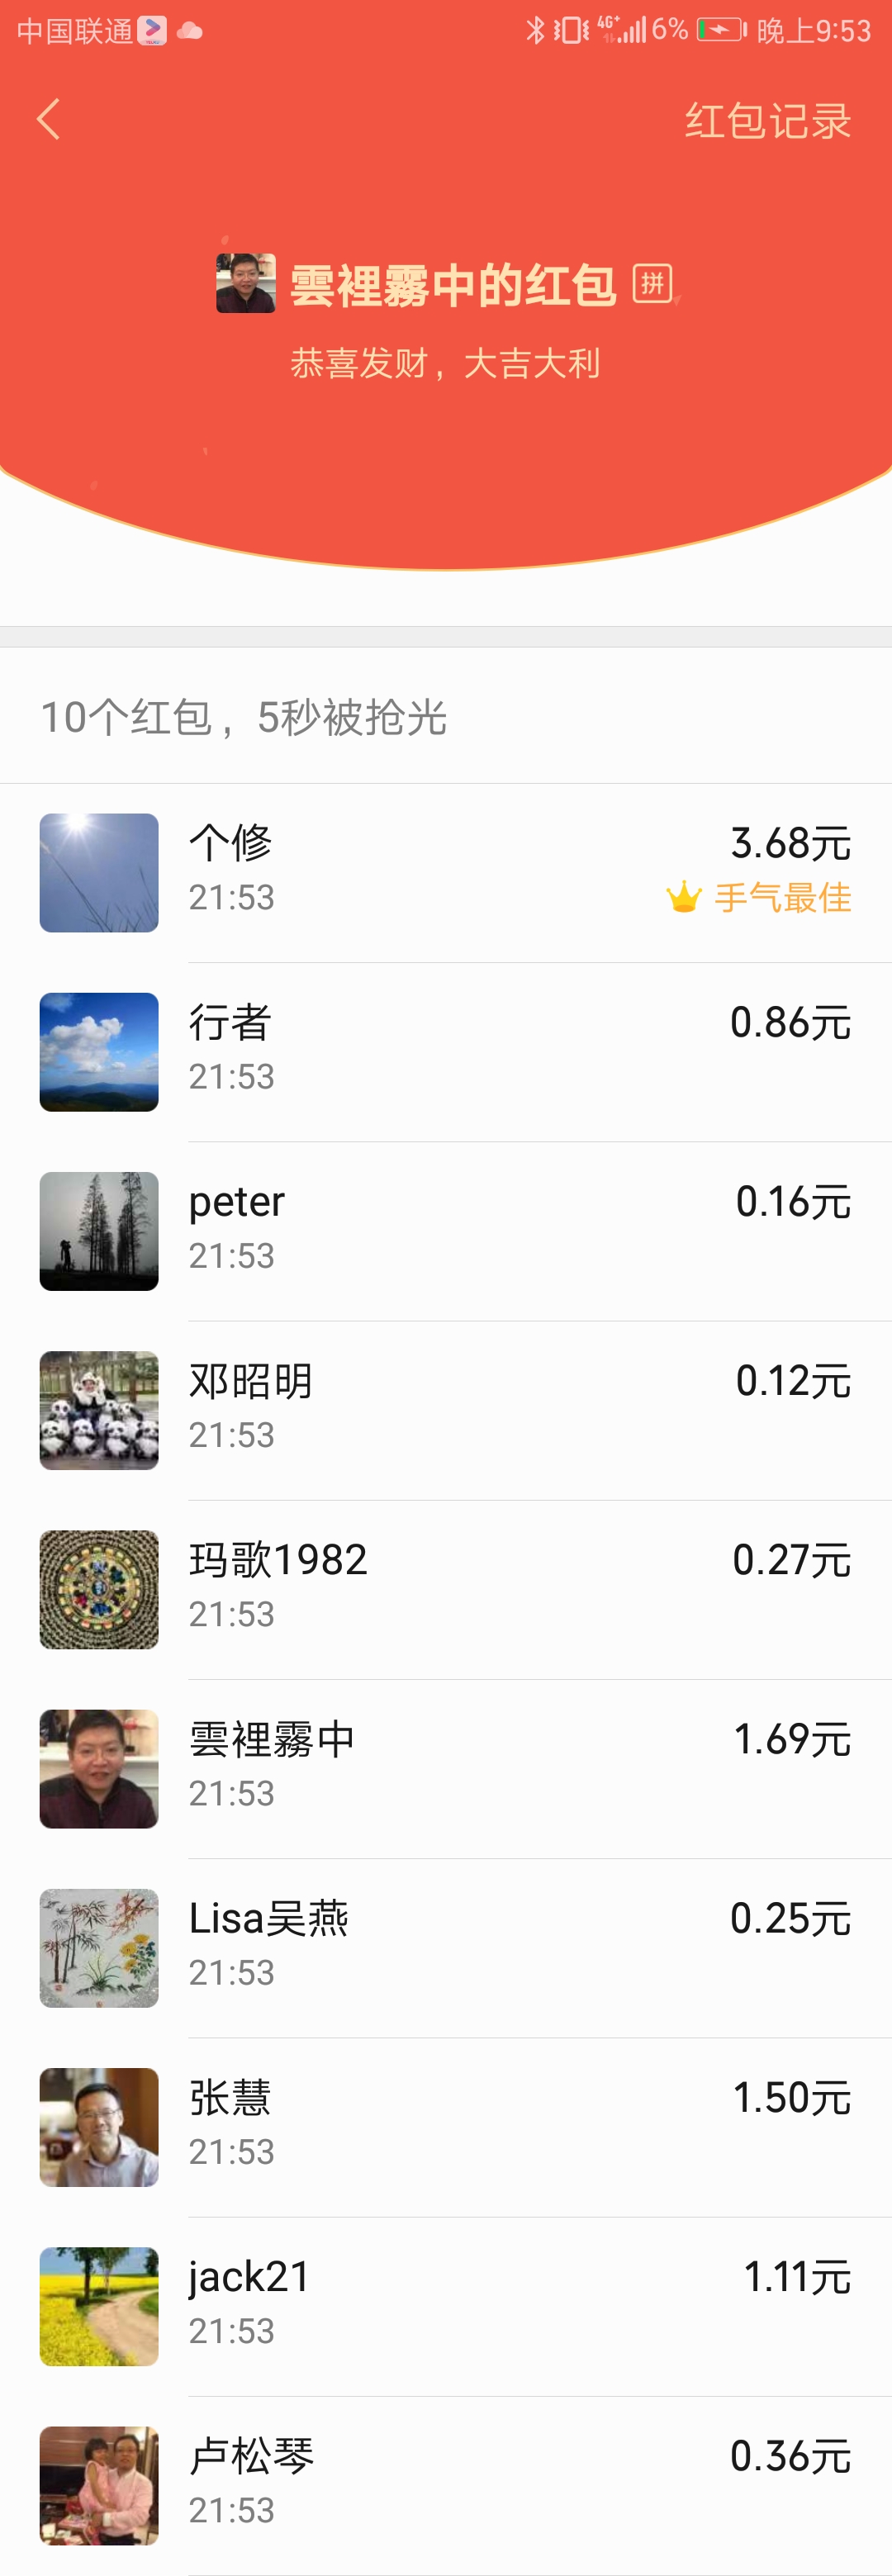 中国联通 4G+ 6% 晚上9:53
红包记录
雲裡霧中的红包 拼
恭喜发财，大吉大利
10个红包，5秒被抢光
个修 3.68元
21:53 手气最佳
行者 0.86元
21:53
peter 0.16元
21:53
邓昭明 0.12元
21:53
玛歌1982 0.27元
21:53
雲裡霧中 1.69元
21:53
Lisa吴燕 0.25元
21:53
张慧 1.50元
21:53
jack21 1.11元
21:53
卢松琴 0.36元
21:53